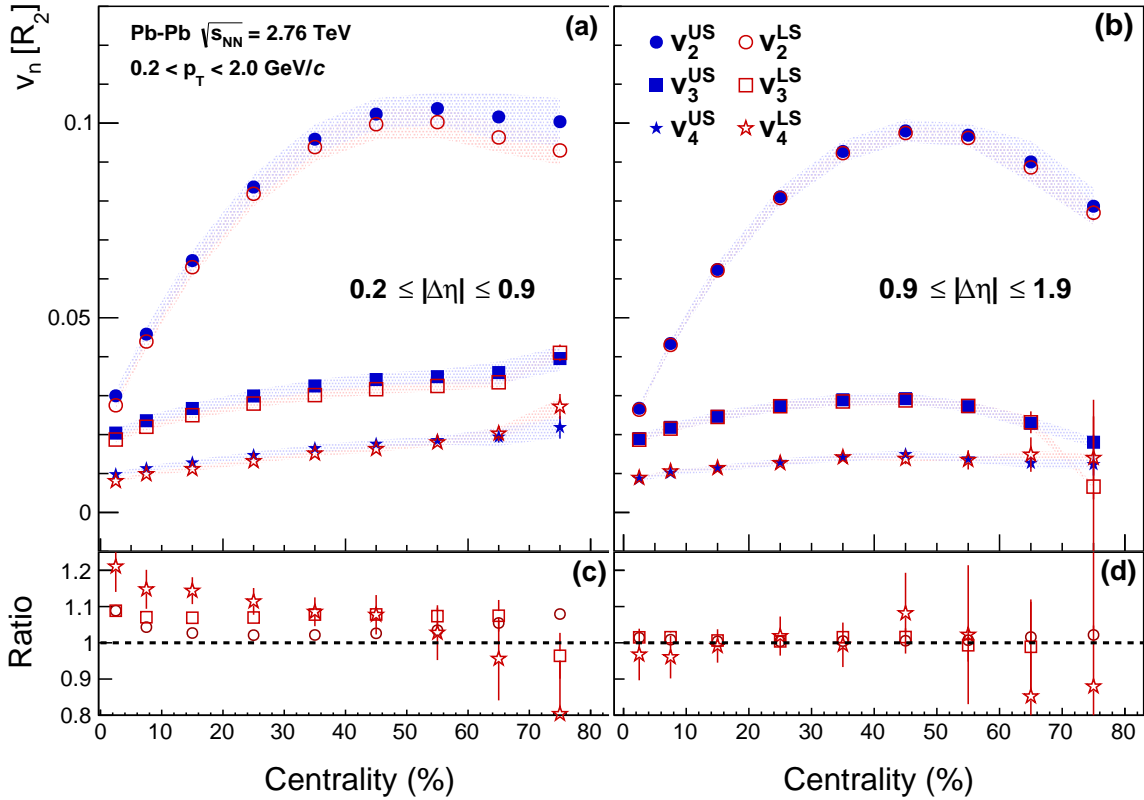 v_n [R_2]
Pb-Pb √s_NN = 2.76 TeV
0.2 < p_T < 2.0 GeV/c
(a)
0.2 ≤ |Δη| ≤ 0.9
0.1
0.05
0
(b)
v_2^US v_2^LS
v_3^US v_3^LS
v_4^US v_4^LS
0.9 ≤ |Δη| ≤ 1.9
Ratio
(c)
1.2
1.1
1
0.9
0.8
(d)
0 10 20 30 40 50 60 70 80
0 10 20 30 40 50 60 70 80
Centrality (%)
Centrality (%)